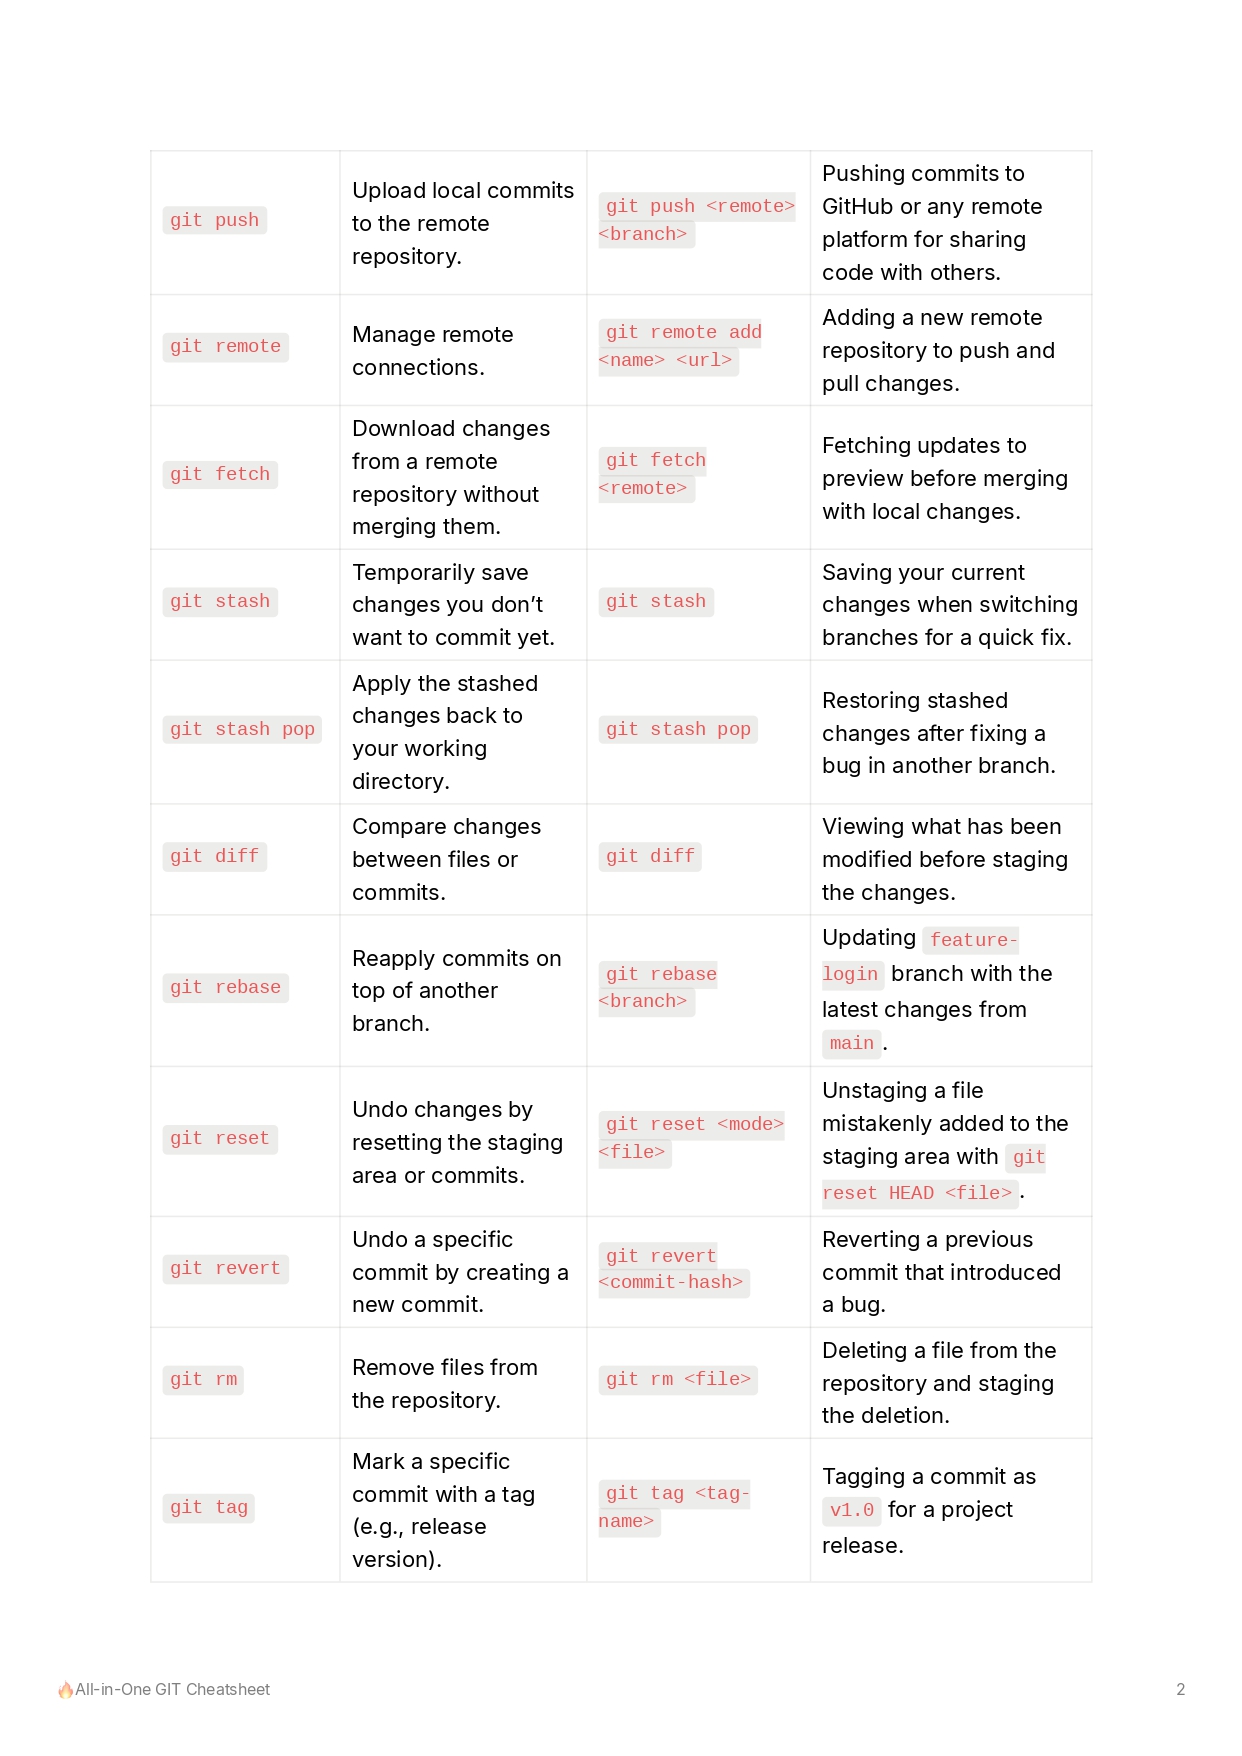 git push
Upload local commits
to the remote
repository.
git push <remote>
<branch>
Pushing commits to
GitHub or any remote
platform for sharing
code with others.
git remote
Manage remote
connections.
git remote add
<name> <url>
Adding a new remote
repository to push and
pull changes.
git fetch
Download changes
from a remote
repository without
merging them.
git fetch
<remote>
Fetching updates to
preview before merging
with local changes.
git stash
Temporarily save
changes you don’t
want to commit yet.
git stash
Saving your current
changes when switching
branches for a quick fix.
git stash pop
Apply the stashed
changes back to
your working
directory.
git stash pop
Restoring stashed
changes after fixing a
bug in another branch.
git diff
Compare changes
between files or
commits.
git diff
Viewing what has been
modified before staging
the changes.
git rebase
Reapply commits on
top of another
branch.
git rebase
<branch>
Updating feature-
login branch with the
latest changes from
main .
git reset
Undo changes by
resetting the staging
area or commits.
git reset <mode>
<file>
Unstaging a file
mistakenly added to the
staging area with git
reset HEAD <file> .
git revert
Undo a specific
commit by creating a
new commit.
git revert
<commit-hash>
Reverting a previous
commit that introduced
a bug.
git rm
Remove files from
the repository.
git rm <file>
Deleting a file from the
repository and staging
the deletion.
git tag
Mark a specific
commit with a tag
(e.g., release
version).
git tag <tag-
name>
Tagging a commit as
v1.0 for a project
release.
🔥All-in-One GIT Cheatsheet
2